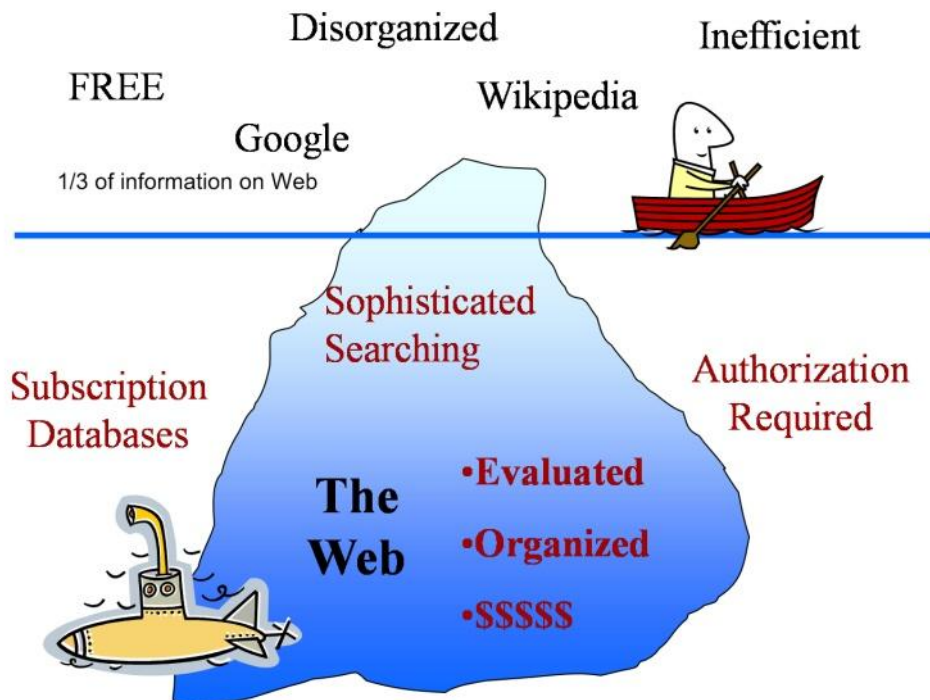 Disorganized
Inefficient
FREE
Wikipedia
Google
1/3 of information on Web
Sophisticated
Searching
Subscription
Databases
Authorization
Required
The
Web
•Evaluated
•Organized
•$$$$$